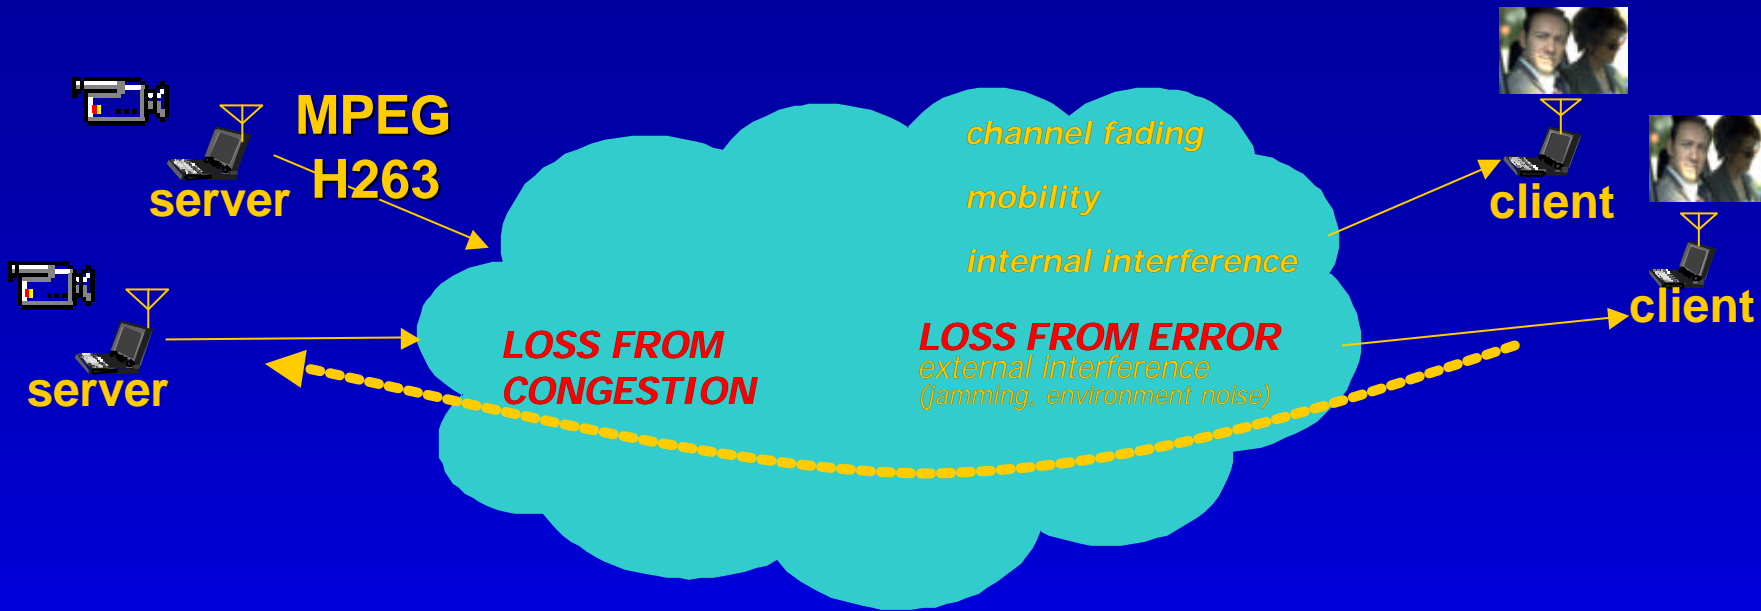 MPEG
H263
server
server
channel fading
mobility
internal interference
LOSS FROM
CONGESTION
LOSS FROM ERROR
external interference
(jamming, environment noise)
client
client